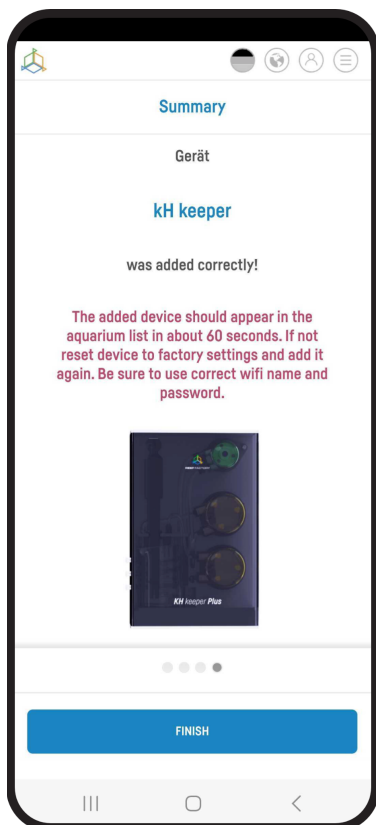 Summary
Gerät
kH keeper
was added correctly!
The added device should appear in the
aquarium list in about 60 seconds. If not
reset device to factory settings and add it
again. Be sure to use correct wifi name and
password.
KH keeper Plus
FINISH